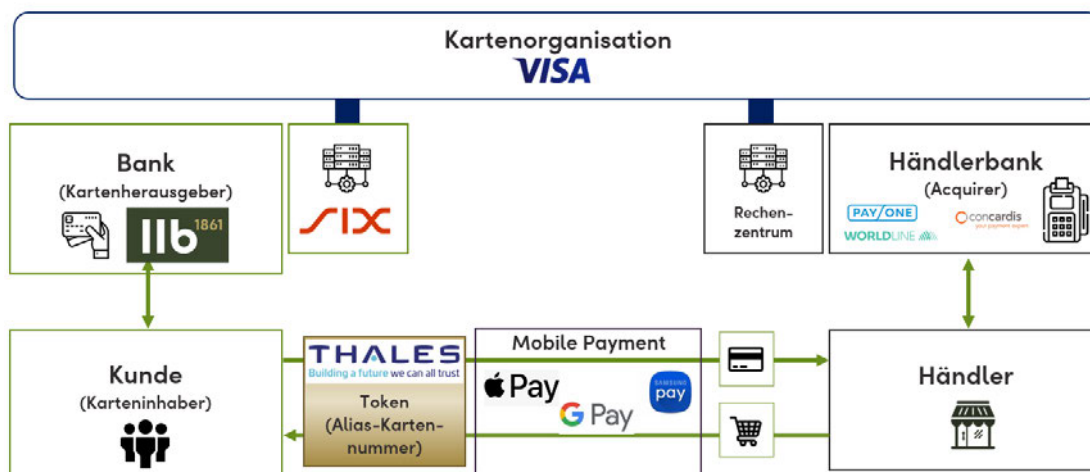 Kartenorganisation
VISA
Bank
(Kartenherausgeber)
llb 1861
SIX
Rechen-
zentrum
Händlerbank
(Acquirer)
PAY/ONE
concardis
your payment expert
WORLDLINE
Kunde
(Karteninhaber)
THALES
Building a future we can all trust
Token
(Alias-Karten-
nummer)
Mobile Payment
Pay
G Pay
SAMSUNG
pay
Händler